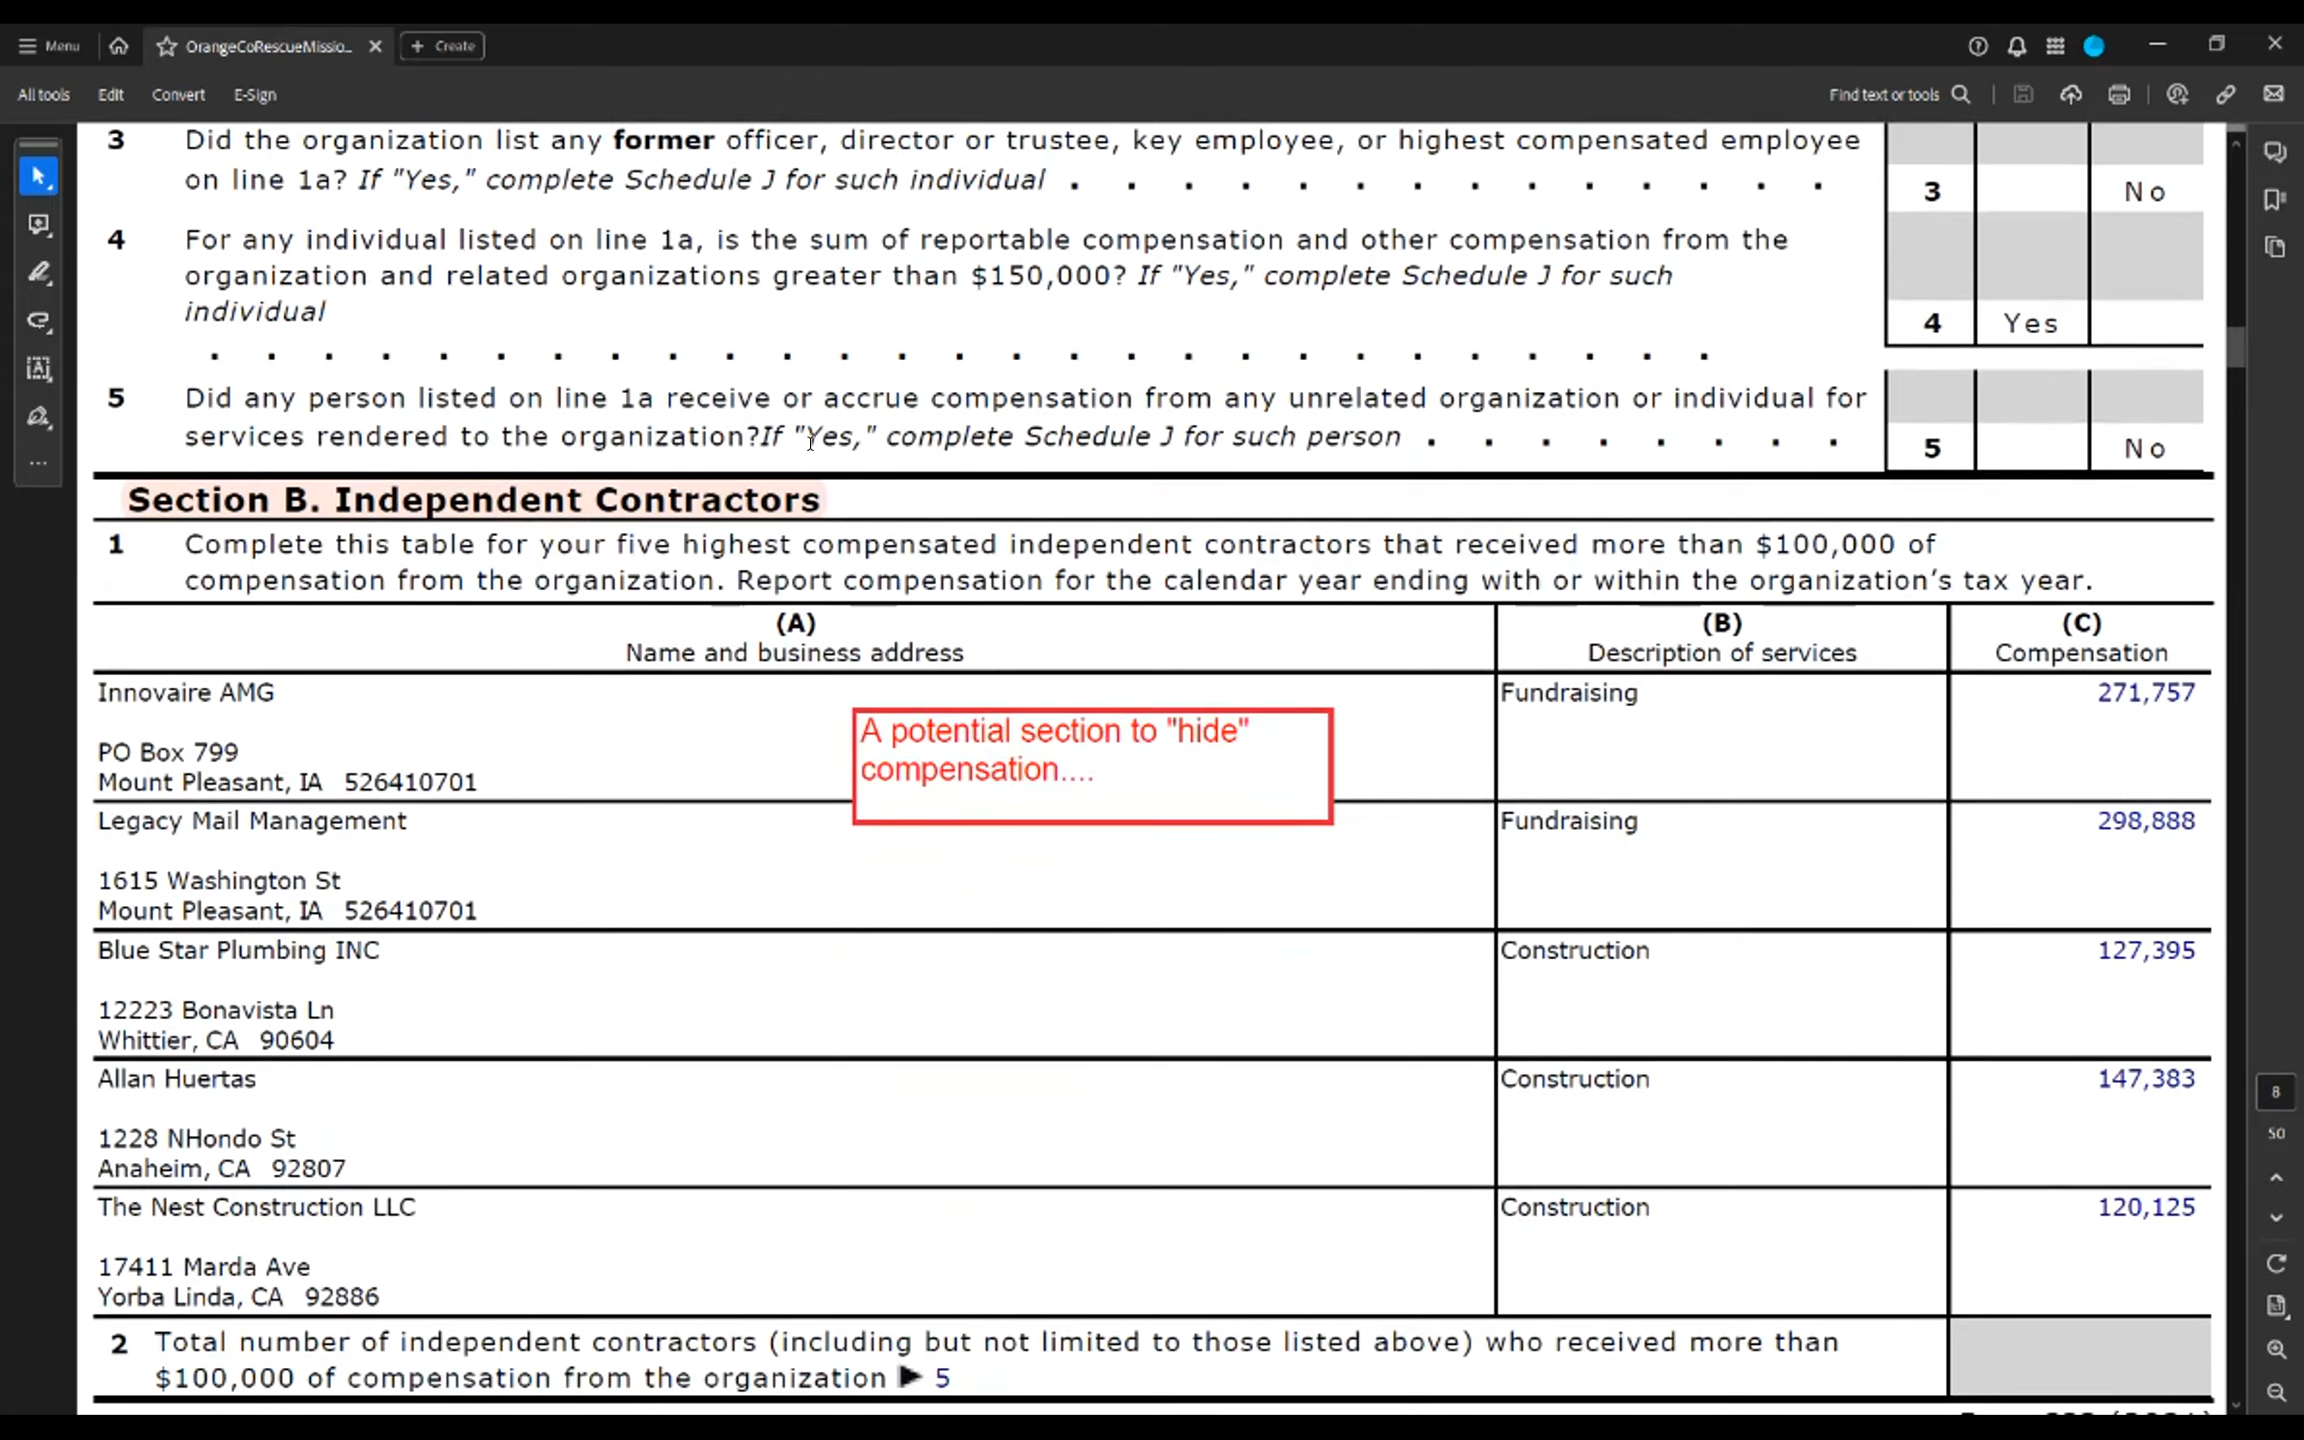 Menu
OrangeCoRescueMissio...
Create
All tools
Edit
Convert
E-Sign
Find text or tools
3 Did the organization list any former officer, director or trustee, key employee, or highest compensated employee
on line 1a? If "Yes," complete Schedule J for such individual . . . . . . . . . . . . . . 3 No
4 For any individual listed on line 1a, is the sum of reportable compensation and other compensation from the
organization and related organizations greater than $150,000? If "Yes," complete Schedule J for such
individual
. . . . . . . . . . . . . . . . . . . . . . . . . . . 4 Yes
5 Did any person listed on line 1a receive or accrue compensation from any unrelated organization or individual for
services rendered to the organization?If "Yes," complete Schedule J for such person . . . . . . . . 5 No
Section B. Independent Contractors
1 Complete this table for your five highest compensated independent contractors that received more than $100,000 of
compensation from the organization. Report compensation for the calendar year ending with or within the organization's tax year.
(A) (B) (C)
Name and business address Description of services Compensation
Innovaire AMG Fundraising 271,757
A potential section to "hide"
compensation....
PO Box 799
Mount Pleasant, IA 526410701
Legacy Mail Management Fundraising 298,888
1615 Washington St
Mount Pleasant, IA 526410701
Blue Star Plumbing INC Construction 127,395
12223 Bonavista Ln
Whittier, CA 90604
Allan Huertas Construction 147,383
1228 NHondo St
Anaheim, CA 92807
The Nest Construction LLC Construction 120,125
17411 Marda Ave
Yorba Linda, CA 92886
2 Total number of independent contractors (including but not limited to those listed above) who received more than
$100,000 of compensation from the organization ▶ 5
8
50